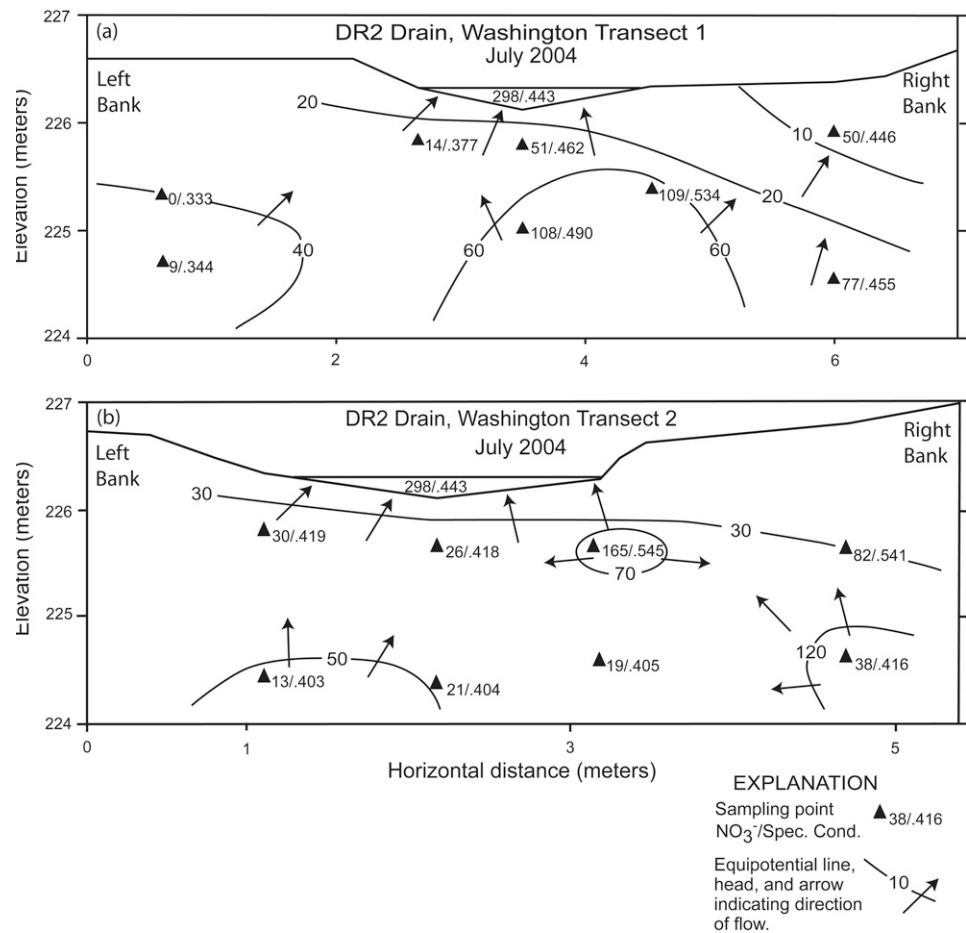 227
(a)
DR2 Drain, Washington Transect 1
July 2004
Left
Bank
Right
Bank
298/.443
20
226
14/.377
51/.462
10
50/.446
0/.333
109/.534
20
225
40
60
108/.490
60
9/.344
77/.455
224
0
2
4
6
Elevation (meters)
227
(b)
DR2 Drain, Washington Transect 2
July 2004
Left
Bank
Right
Bank
298/.443
30
226
30/.419
26/.418
165/.545
30
82/.541
70
225
50
19/.405
120
38/.416
13/.403
21/.404
224
0
1
3
5
Elevation (meters)
Horizontal distance (meters)
EXPLANATION
Sampling point
NO₃⁻/Spec. Cond.
38/.416
Equipotential line,
head, and arrow
indicating direction
of flow.
10